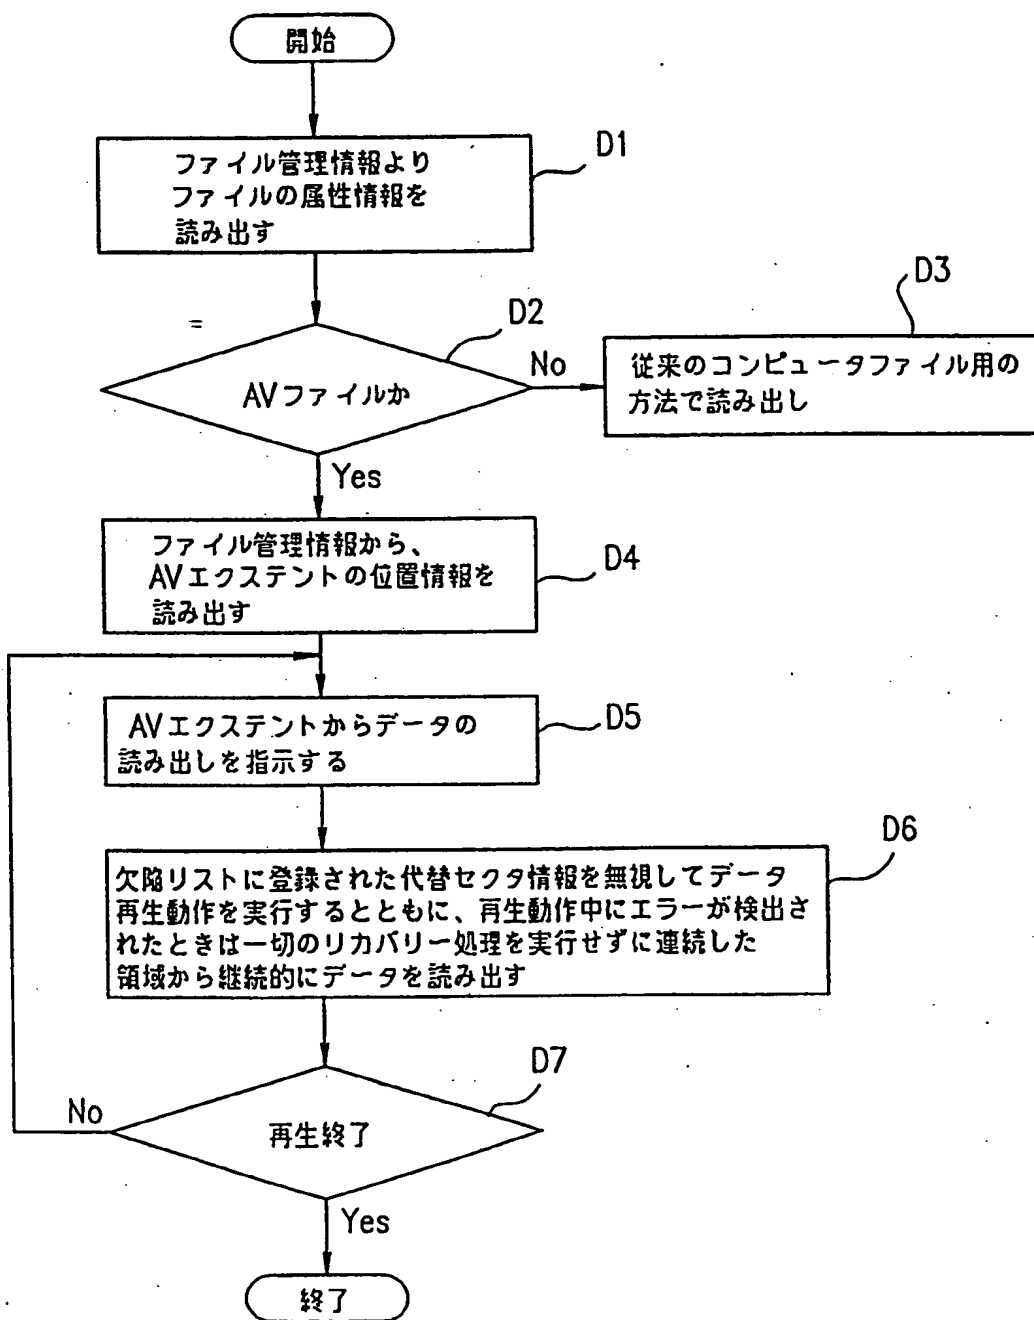 開始
ファイル管理情報より
ファイルの属性情報を
読み出す
D1
AVファイルか
D2
No
従来のコンピュータファイル用の
方法で読み出し
D3
Yes
ファイル管理情報から、
AVエクステントの位置情報を
読み出す
D4
AVエクステントからデータの
読み出しを指示する
D5
欠陥リストに登録された代替セクタ情報を無視してデータ
再生動作を実行するとともに、再生動作中にエラーが検出さ
れたときは一切のリカバリー処理を実行せずに連続した
領域から継続的にデータを読み出す
D6
再生終了
D7
No
Yes
終了